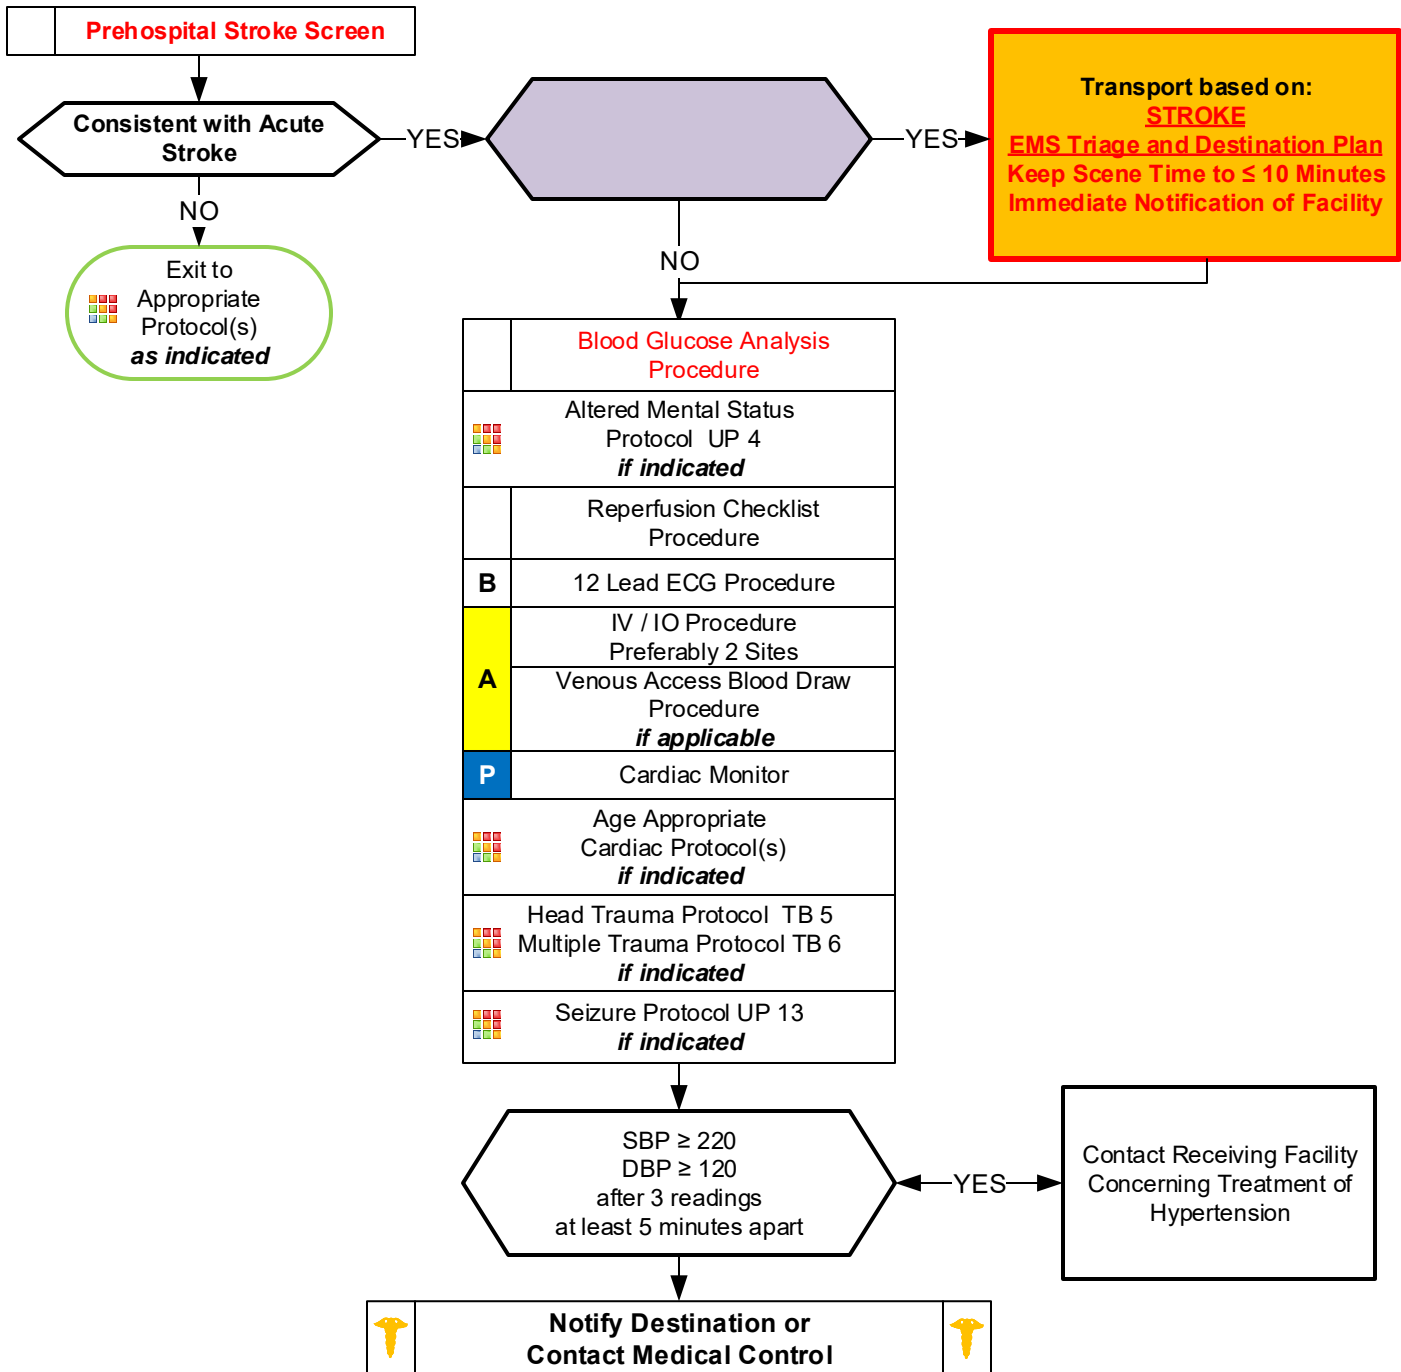 Prehospital Stroke Screen
Consistent with Acute
Stroke
YES
YES
Transport based on:
STROKE
EMS Triage and Destination Plan
Keep Scene Time to ≤ 10 Minutes
Immediate Notification of Facility
NO
Exit to
Appropriate
Protocol(s)
as indicated
NO
Blood Glucose Analysis
Procedure
Altered Mental Status
Protocol UP 4
if indicated
Reperfusion Checklist
Procedure
B
12 Lead ECG Procedure
A
IV / IO Procedure
Preferably 2 Sites
Venous Access Blood Draw
Procedure
if applicable
P
Cardiac Monitor
Age Appropriate
Cardiac Protocol(s)
if indicated
Head Trauma Protocol TB 5
Multiple Trauma Protocol TB 6
if indicated
Seizure Protocol UP 13
if indicated
SBP ≥ 220
DBP ≥ 120
after 3 readings
at least 5 minutes apart
YES
Contact Receiving Facility
Concerning Treatment of
Hypertension
Notify Destination or
Contact Medical Control